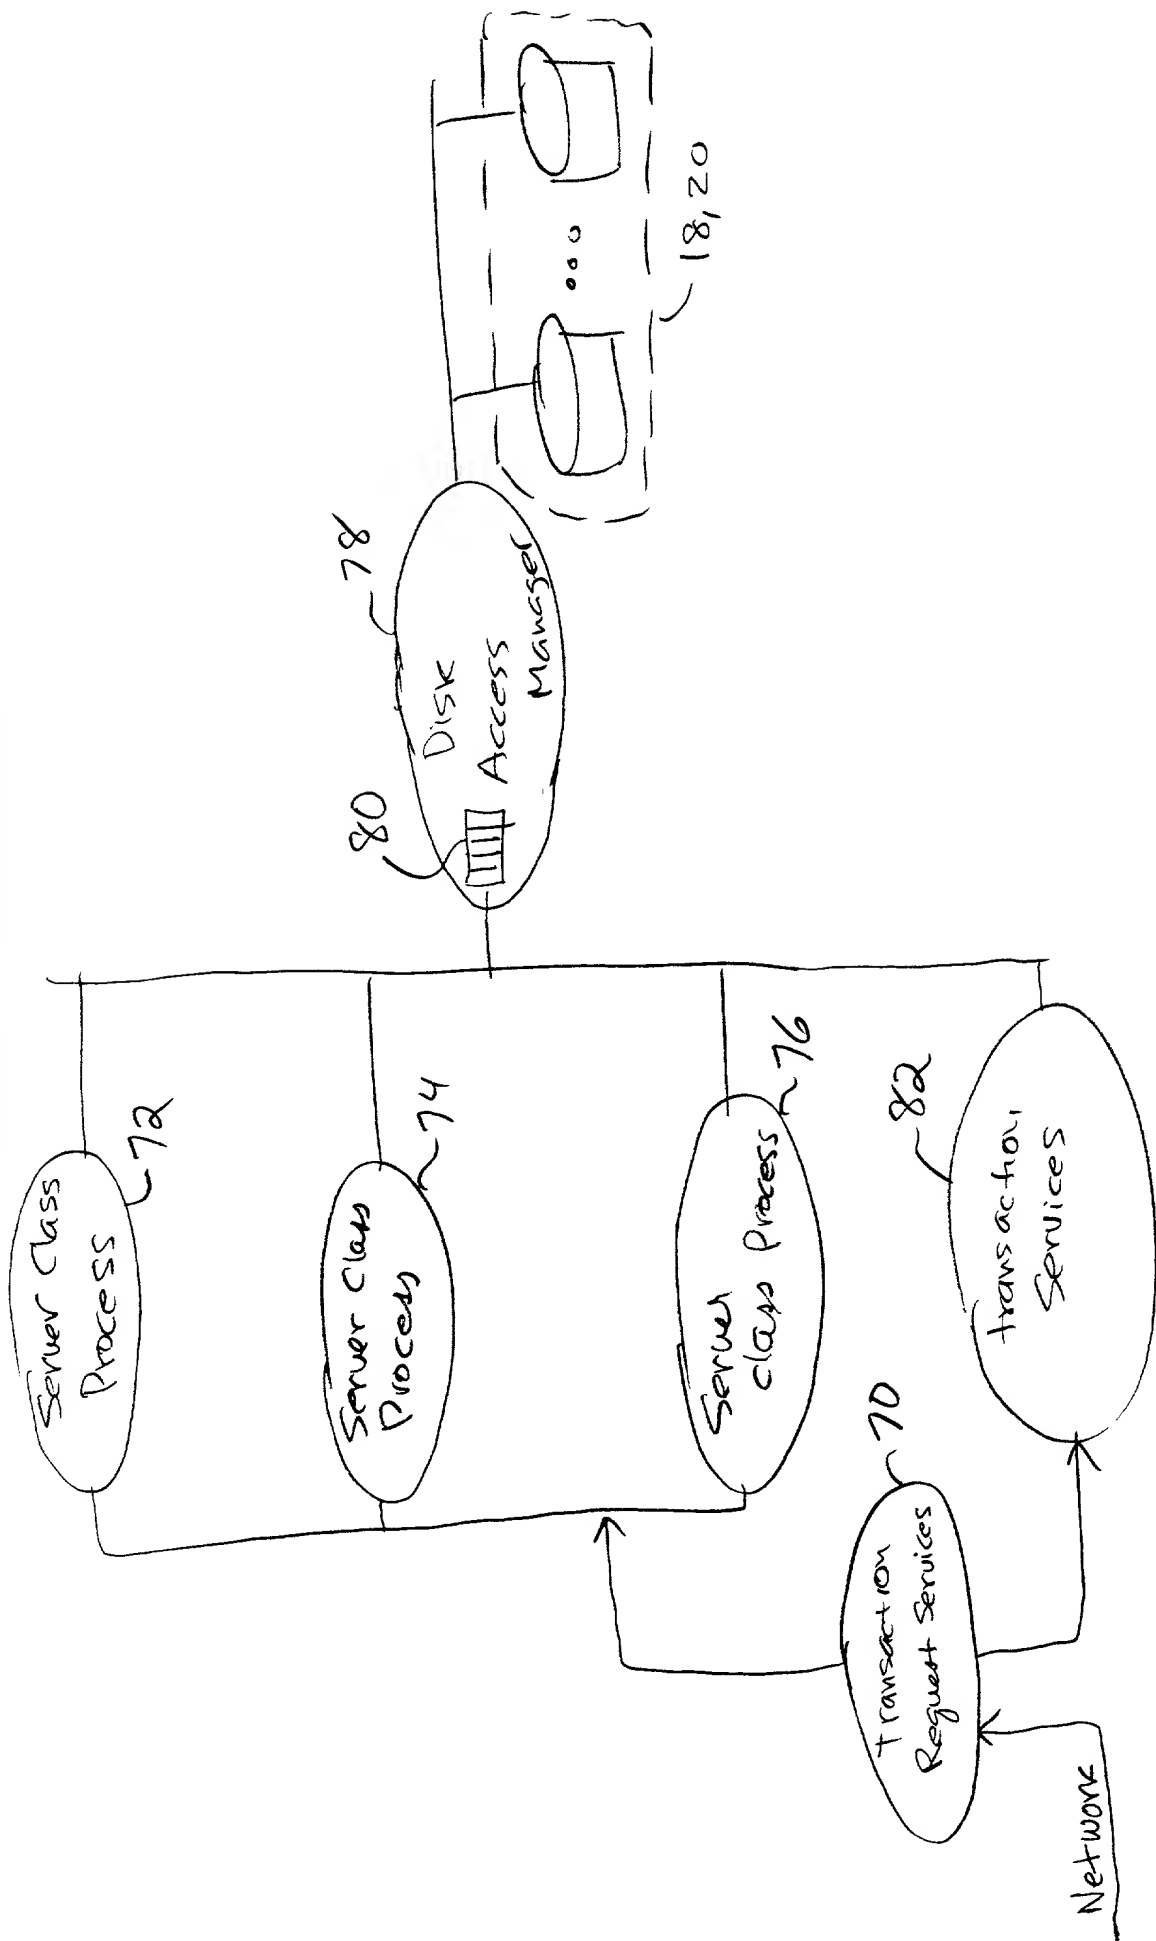 Server Class
Process
72
Server Class
Process
74
Server
Class Process
76
Transaction
Services
82
Transaction
Request Services
70
Network
80
Disk
Access
Manager
78
18,20